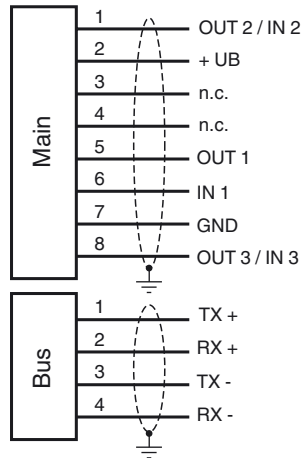 Main
1 OUT 2 / IN 2
2 + UB
3 n.c.
4 n.c.
5 OUT 1
6 IN 1
7 GND
8 OUT 3 / IN 3
Bus
1 TX +
2 RX +
3 TX -
4 RX -